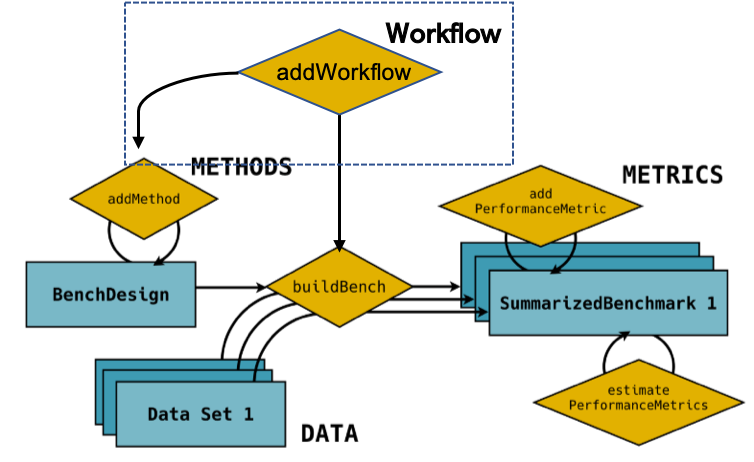 Workflow
addWorkflow
METHODS
METRICS
addMethod
add
PerformanceMetric
BenchDesign
buildBench
SummarizedBenchmark 1
Data Set 1
DATA
estimate
PerformanceMetrics